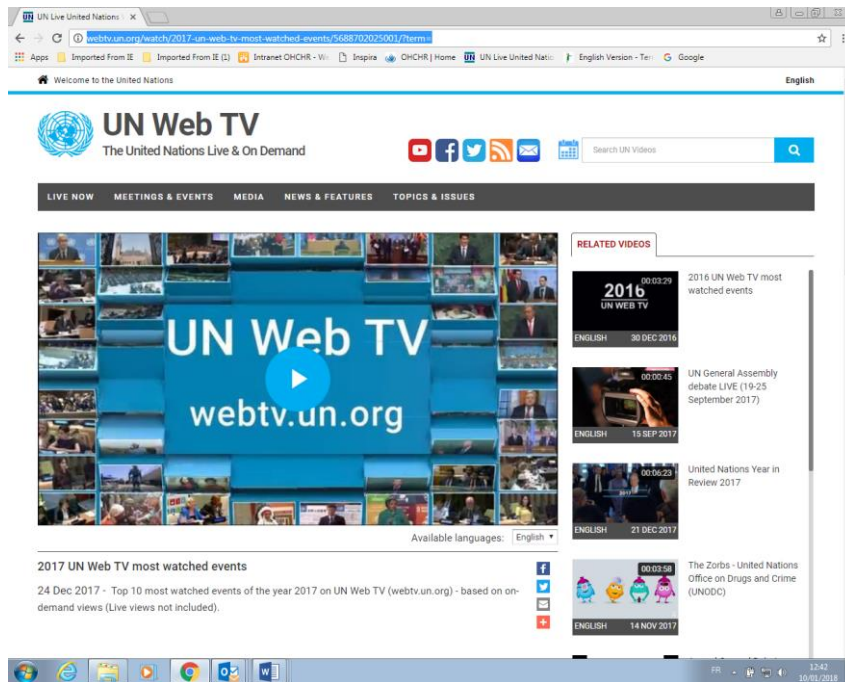 UN Live United Nations
webtv.un.org/watch/2017-un-web-tv-most-watched-events/5688702025001/?term=
Apps Imported From IE Imported From IE (1) Intranet OHCHR - We Inspira OHCHR | Home UN Live United Natio English Version - Ter G Google
Welcome to the United Nations English
UN Web TV
The United Nations Live & On Demand
Search UN Videos
LIVE NOW MEETINGS & EVENTS MEDIA NEWS & FEATURES TOPICS & ISSUES
UN Web TV
webtv.un.org
Available languages: English
2017 UN Web TV most watched events
24 Dec 2017 - Top 10 most watched events of the year 2017 on UN Web TV (webtv.un.org) - based on on-
demand views (Live views not included).
RELATED VIDEOS
00:03:29
2016
UN WEB TV
ENGLISH 30 DEC 2016
2016 UN Web TV most
watched events
00:00:45
ENGLISH 15 SEP 2017
UN General Assembly
debate LIVE (19-25
September 2017)
00:06:23
2017
ENGLISH 21 DEC 2017
United Nations Year in
Review 2017
00:03:58
ENGLISH 14 NOV 2017
The Zorbs - United Nations
Office on Drugs and Crime
(UNODC)
FR 12:42
10/01/2018